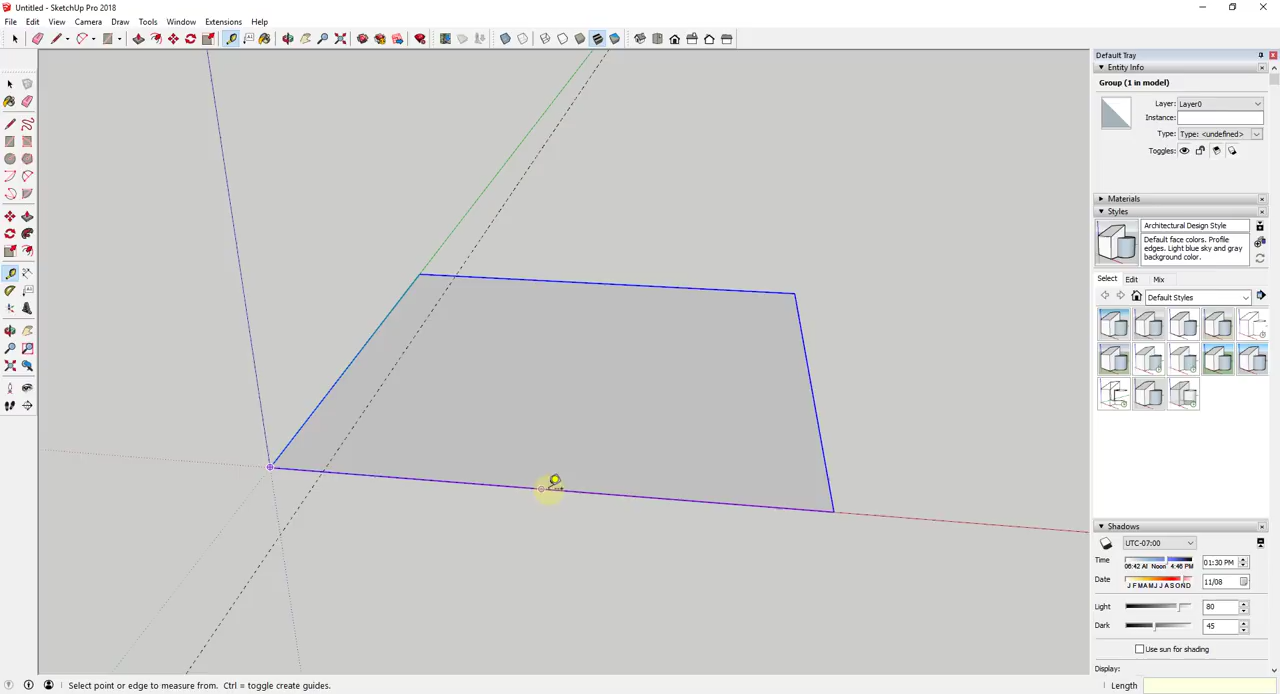 Untitled - SketchUp Pro 2018
File Edit View Camera Draw Tools Window Extensions Help
Default Tray
Entity Info
Group (1 in model)
Layer: Layer0
Instance:
Type: Type: <undefined>
Toggles:
Materials
Styles
Architectural Design Style
Default face colors. Profile
edges. Light blue sky and gray
background color.
Select Edit Mix
Default Styles
Shadows
UTC-07:00
Time 06:42 AM Noon 4:46 PM 01:30 PM
Date J F M A M J J A S O N D 11/08
Light 80
Dark 45
Use sun for shading
Display:
Select point or edge to measure from. Ctrl = toggle create guides.
Length